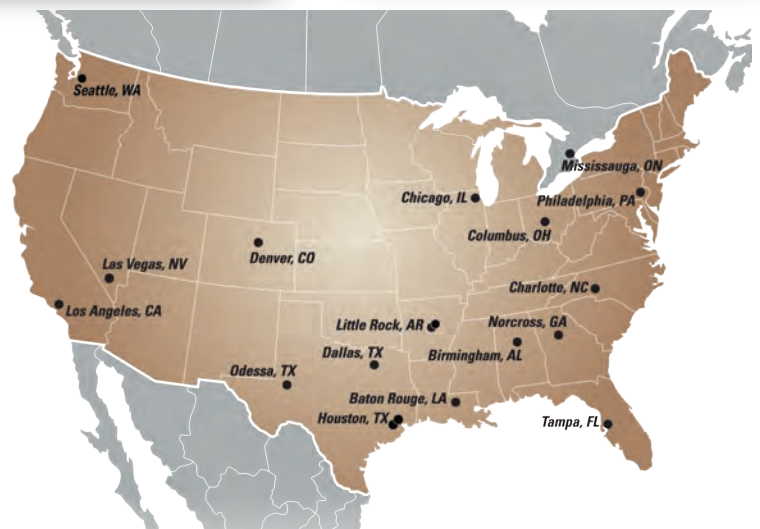 Seattle, WA
Mississauga, ON
Chicago, IL
Philadelphia, PA
Columbus, OH
Denver, CO
Las Vegas, NV
Charlotte, NC
Los Angeles, CA
Little Rock, AR
Norcross, GA
Dallas, TX
Birmingham, AL
Odessa, TX
Baton Rouge, LA
Houston, TX
Tampa, FL